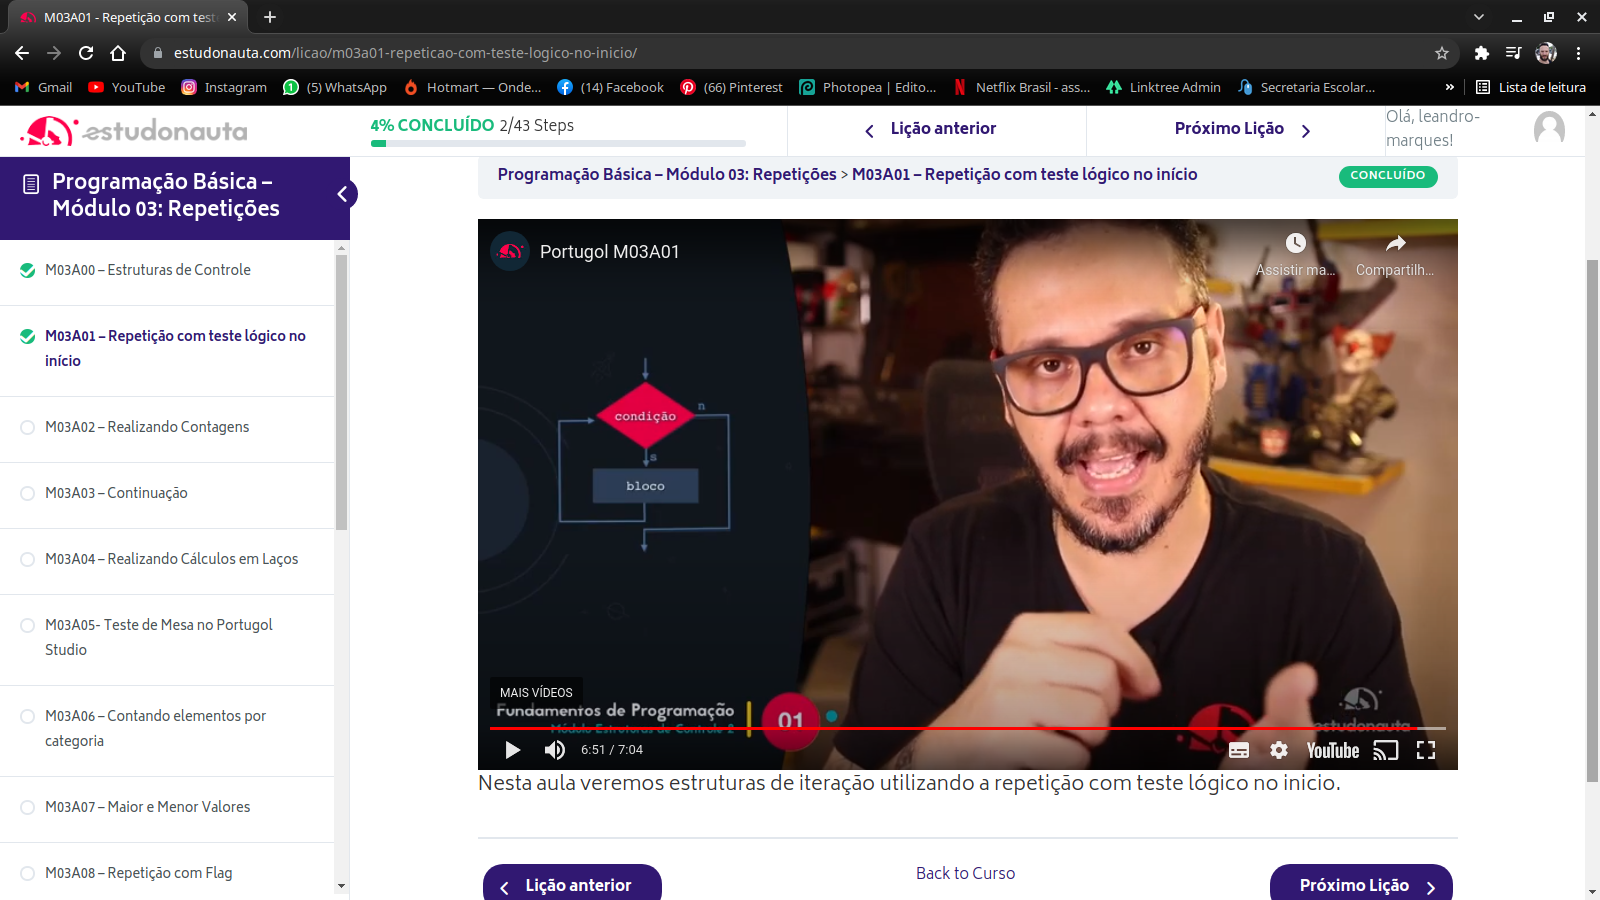 M03A01 - Repetição com test
estudonauta.com/licao/m03a01-repeticao-com-teste-logico-no-inicio/
Gmail
YouTube
Instagram
(5) WhatsApp
Hotmart — Onde...
(14) Facebook
(66) Pinterest
Photopea | Edito...
Netflix Brasil - ass...
Linktree Admin
Secretaria Escolar...
»
Lista de leitura
estudonauta
4% CONCLUÍDO 2/43 Steps
Lição anterior
Próximo Lição
Olá, leandro-
marques!
Programação Básica –
Módulo 03: Repetições
Programação Básica – Módulo 03: Repetições > M03A01 – Repetição com teste lógico no início
CONCLUÍDO
M03A00 – Estruturas de Controle
M03A01 – Repetição com teste lógico no
início
M03A02 – Realizando Contagens
M03A03 – Continuação
M03A04 – Realizando Cálculos em Laços
M03A05- Teste de Mesa no Portugol
Studio
M03A06 – Contando elementos por
categoria
M03A07 – Maior e Menor Valores
M03A08 – Repetição com Flag
Portugol M03A01
Assistir ma...
Compartilh...
condição
n
s
bloco
MAIS VÍDEOS
Fundamentos de Programação
Módulo Estruturas de Controle 2
01
estudonauta
6:51 / 7:04
YouTube
Nesta aula veremos estruturas de iteração utilizando a repetição com teste lógico no inicio.
Lição anterior
Back to Curso
Próximo Lição